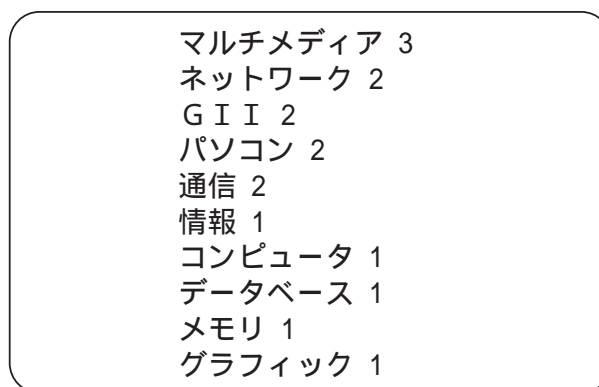 マルチメディア 3
ネットワーク 2
ＧＩＩ 2
パソコン 2
通信 2
情報 1
コンピュータ 1
データベース 1
メモリ 1
グラフィック 1